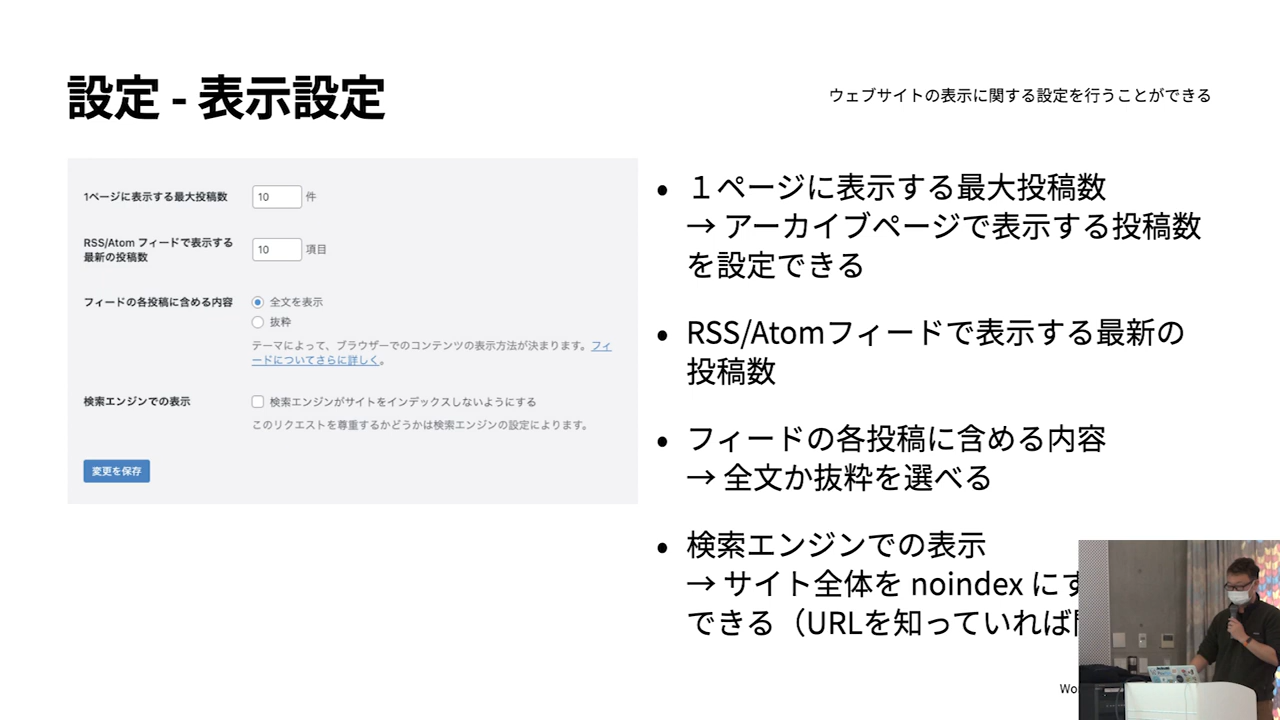 設定 - 表示設定
ウェブサイトの表示に関する設定を行うことができる
1ページに表示する最大投稿数
10 件
RSS/Atom フィードで表示する
最新の投稿数
10 項目
フィードの各投稿に含める内容
全文を表示
抜粋
テーマによって、ブラウザーでのコンテンツの表示方法が決まります。フィ
ードについてさらに詳しく。
検索エンジンでの表示
検索エンジンがサイトをインデックスしないようにする
このリクエストを尊重するかどうかは検索エンジンの設定によります。
変更を保存
• １ページに表示する最大投稿数
→ アーカイブページで表示する投稿数
を設定できる
• RSS/Atomフィードで表示する最新の
投稿数
• フィードの各投稿に含める内容
→ 全文か抜粋を選べる
• 検索エンジンでの表示
→ サイト全体を noindex に
できる（URLを知っていれば